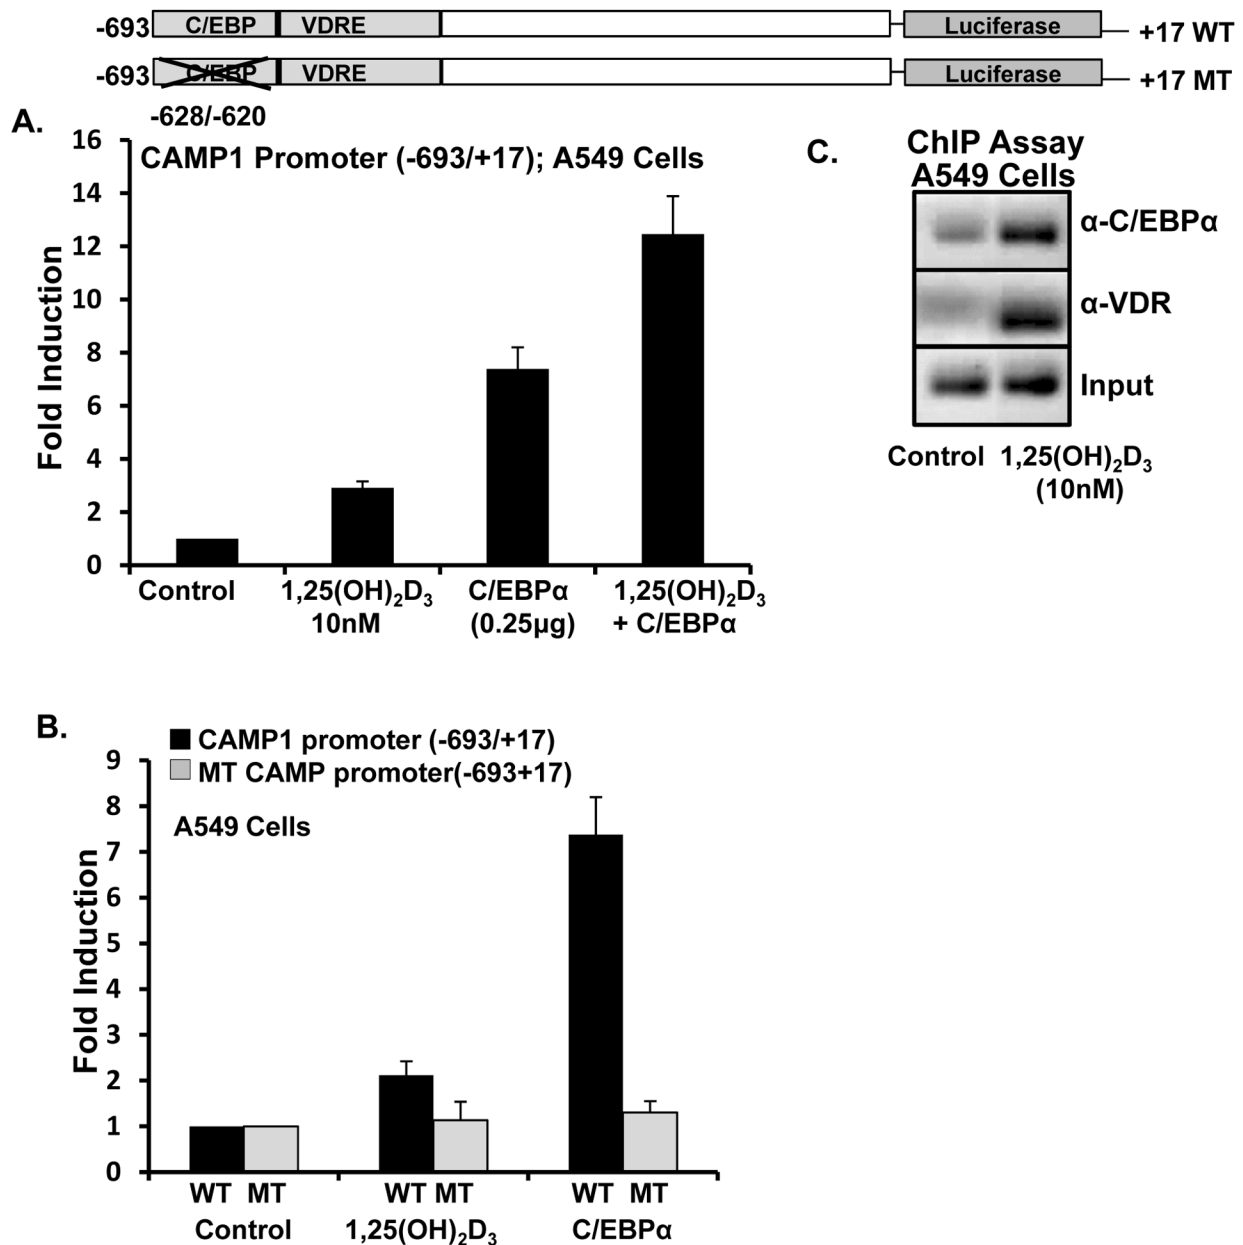 -693 C/EBP VDRE Luciferase +17 WT
-693 C/EBP VDRE Luciferase +17 MT
-628/-620
A.
CAMP1 Promoter (-693/+17); A549 Cells
Fold Induction
16
14
12
10
8
6
4
2
0
Control 1,25(OH)₂D₃ C/EBPα 1,25(OH)₂D₃
10nM (0.25µg) + C/EBPα
C.
ChIP Assay
A549 Cells
α-C/EBPα
α-VDR
Input
Control 1,25(OH)₂D₃
(10nM)
B.
CAMP1 promoter (-693/+17)
MT CAMP promoter(-693+17)
A549 Cells
Fold Induction
9
8
7
6
5
4
3
2
1
0
WT MT WT MT WT MT
Control 1,25(OH)₂D₃ C/EBPα